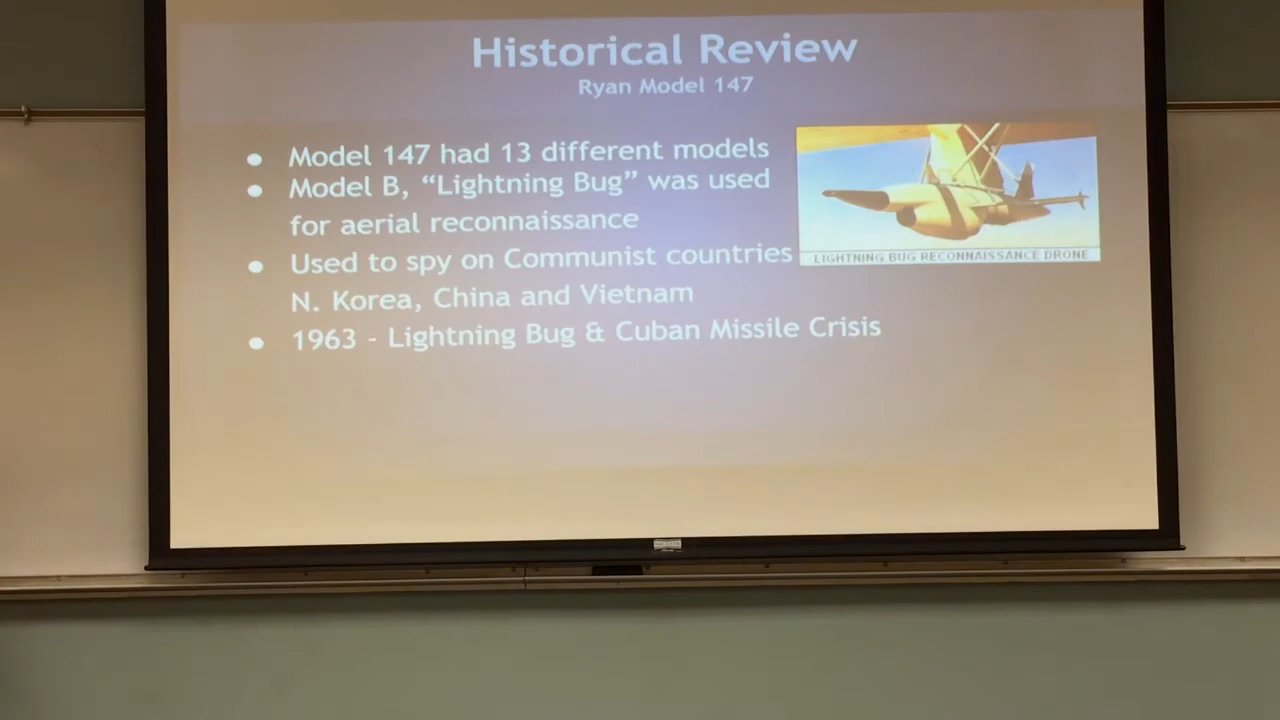 Historical Review
Ryan Model 147
● Model 147 had 13 different models
● Model B, “Lightning Bug” was used
for aerial reconnaissance
● Used to spy on Communist countries
N. Korea, China and Vietnam
● 1963 - Lightning Bug & Cuban Missile Crisis
LIGHTNING BUG RECONNAISSANCE DRONE